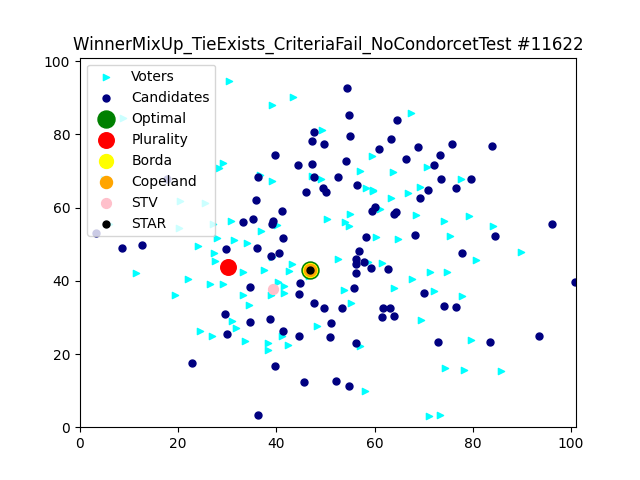 WinnerMixUp_TieExists_CriteriaFail_NoCondorcetTest #11622
100
80
60
40
20
0
Voters
Candidates
Optimal
Plurality
Borda
Copeland
STV
STAR
0 20 40 60 80 100